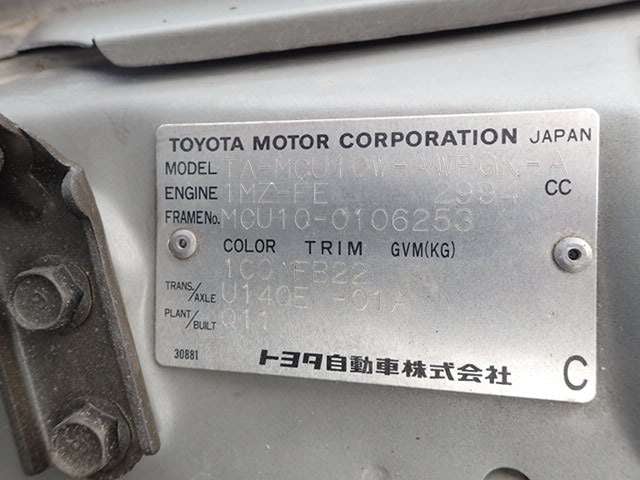 TOYOTA MOTOR CORPORATION JAPAN
MODEL TA-MCU10W-AWPGK-A
ENGINE 1MZ-FE 2994 CC
FRAME No. MCU10-0106253
COLOR TRIM GVM(KG)
1C0 FB22
TRANS./AXLE U140E -01A
PLANT/BUILT Q11
30881 トヨタ自動車株式会社 C